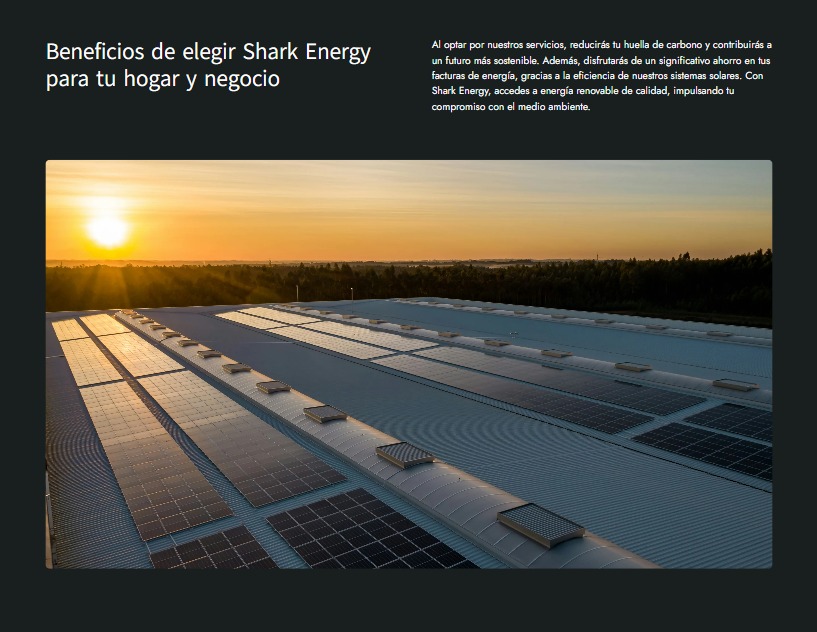 Beneficios de elegir Shark Energy
para tu hogar y negocio
Al optar por nuestros servicios, reducirás tu huella de carbono y contribuirás a
un futuro más sostenible. Además, disfrutarás de un significativo ahorro en tus
facturas de energía, gracias a la eficiencia de nuestros sistemas solares. Con
Shark Energy, accedes a energía renovable de calidad, impulsando tu
compromiso con el medio ambiente.